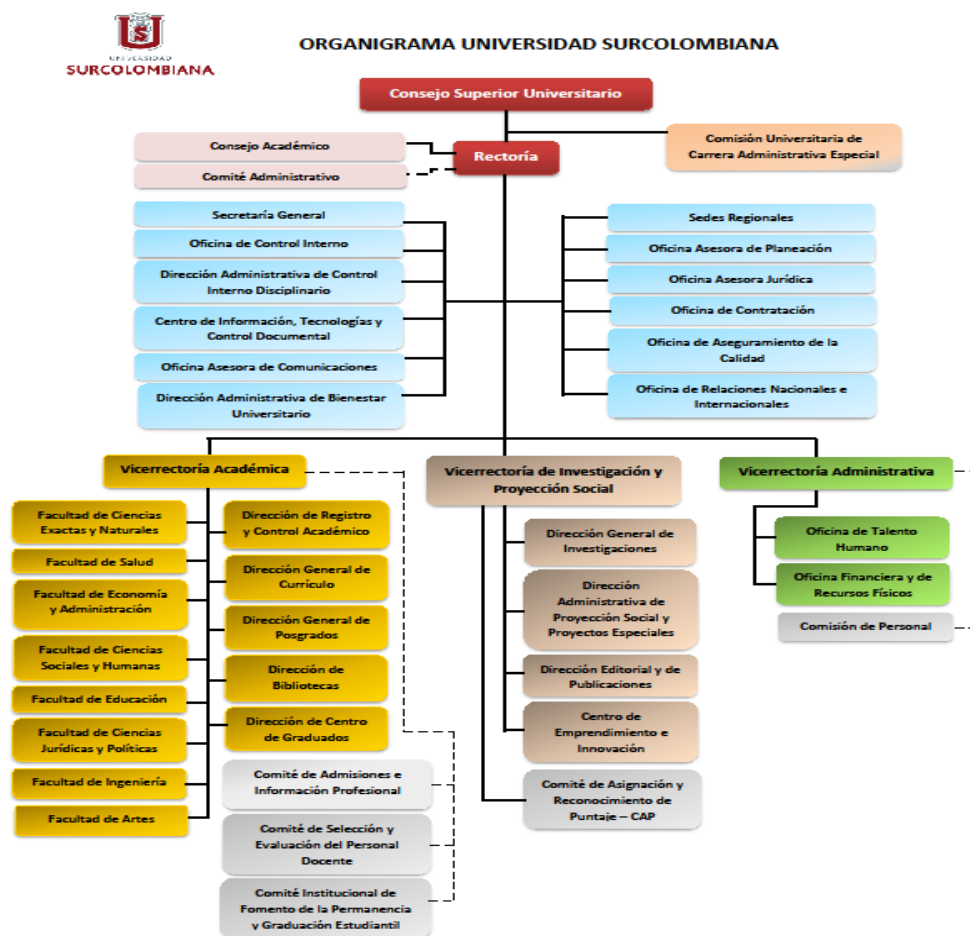 UNIVERSIDAD
SURCOLOMBIANA
ORGANIGRAMA UNIVERSIDAD SURCOLOMBIANA
Consejo Superior Universitario
Consejo Académico
Comité Administrativo
Rectoría
Comisión Universitaria de
Carrera Administrativa Especial
Secretaría General
Oficina de Control Interno
Dirección Administrativa de Control
Interno Disciplinario
Centro de Información, Tecnologías y
Control Documental
Oficina Asesora de Comunicaciones
Dirección Administrativa de Bienestar
Universitario
Sedes Regionales
Oficina Asesora de Planeación
Oficina Asesora Jurídica
Oficina de Contratación
Oficina de Aseguramiento de la
Calidad
Oficina de Relaciones Nacionales e
Internacionales
Vicerrectoría Académica
Facultad de Ciencias
Exactas y Naturales
Facultad de Salud
Facultad de Economía
y Administración
Facultad de Ciencias
Sociales y Humanas
Facultad de Educación
Facultad de Ciencias
Jurídicas y Políticas
Facultad de Ingeniería
Facultad de Artes
Dirección de Registro
y Control Académico
Dirección General de
Currículo
Dirección General de
Posgrados
Dirección de
Bibliotecas
Dirección de Centro
de Graduados
Comité de Admisiones e
Información Profesional
Comité de Selección y
Evaluación del Personal
Docente
Comité Institucional de
Fomento de la Permanencia
y Graduación Estudiantil
Vicerrectoría de Investigación y
Proyección Social
Dirección General de
Investigaciones
Dirección
Administrativa de
Proyección Social y
Proyectos Especiales
Dirección Editorial y de
Publicaciones
Centro de
Emprendimiento e
Innovación
Comité de Asignación y
Reconocimiento de
Puntaje – CAP
Vicerrectoría Administrativa
Oficina de Talento
Humano
Oficina Financiera y de
Recursos Físicos
Comisión de Personal